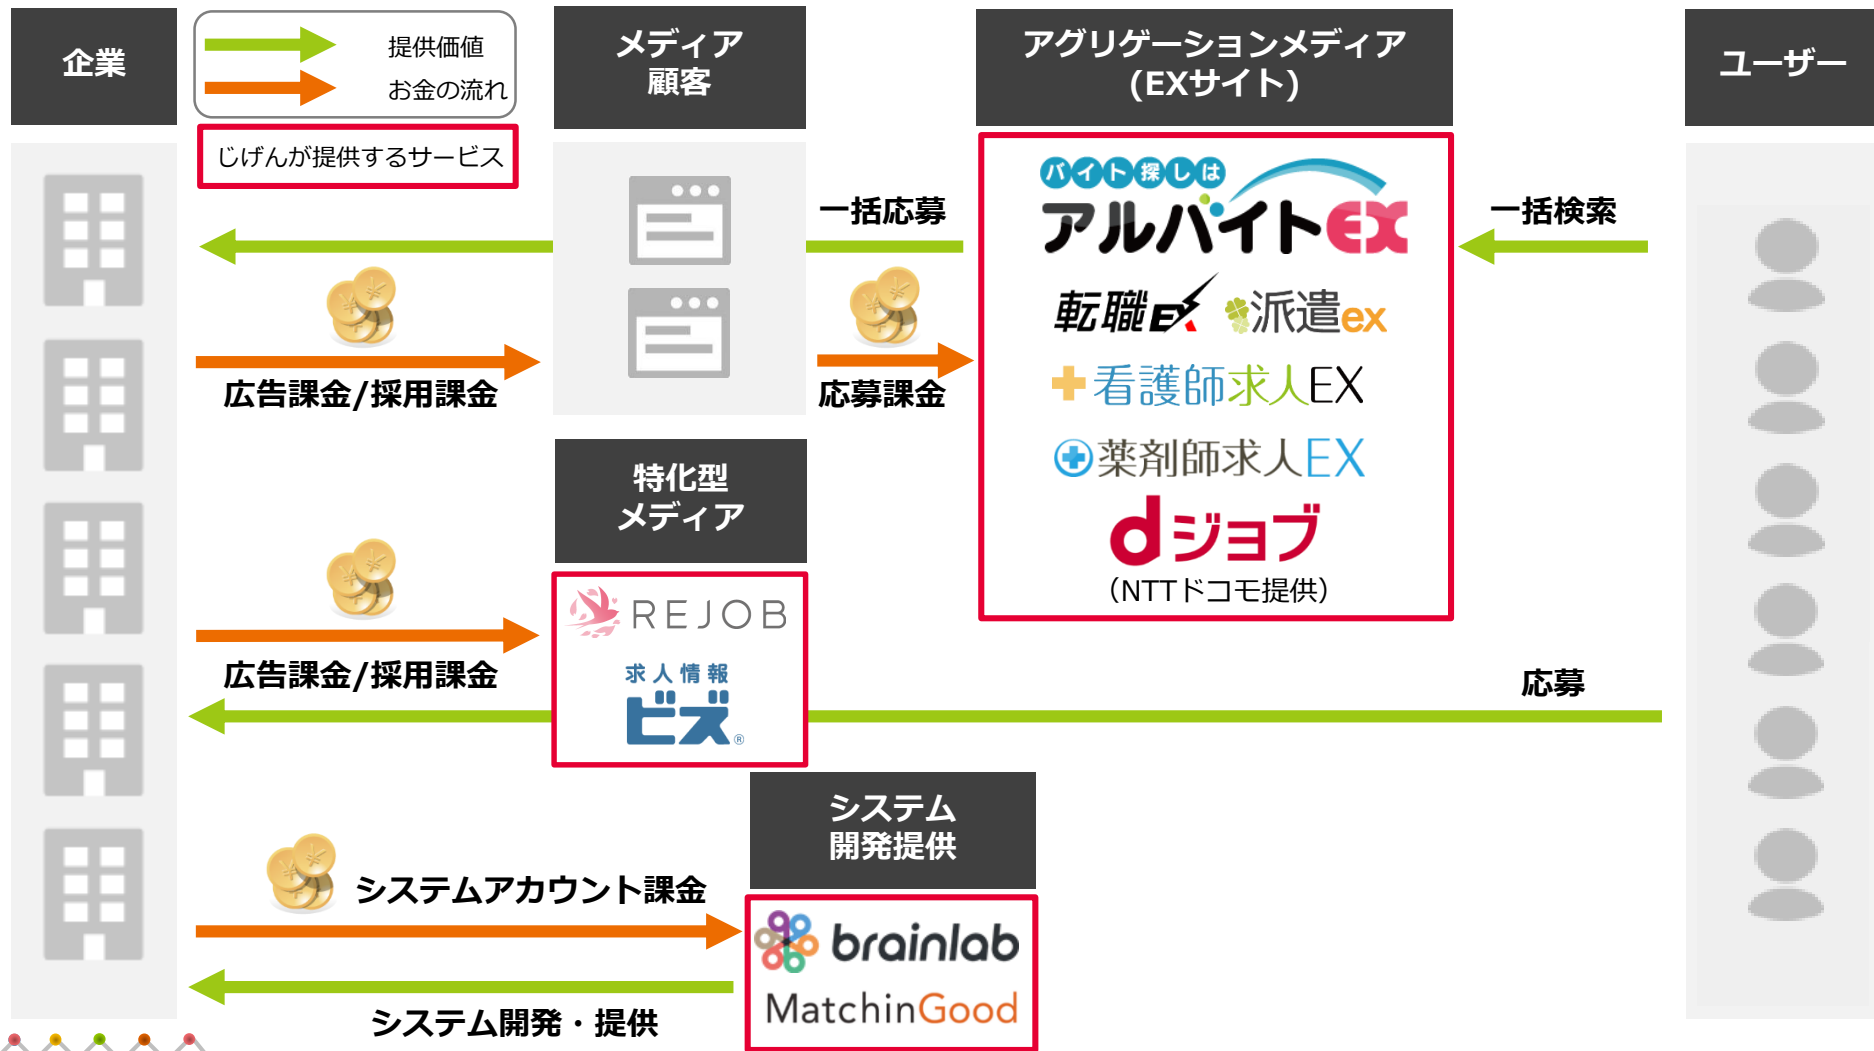 企業
提供価値
お金の流れ
じげんが提供するサービス
メディア
顧客
アグリゲーションメディア
(EXサイト)
ユーザー
バイト探しは
アルバイトEX
転職EX
派遣ex
看護師求人EX
薬剤師求人EX
dジョブ
（NTTドコモ提供）
一括応募
一括検索
広告課金/採用課金
応募課金
特化型
メディア
REJOB
求人情報
ビズ®
広告課金/採用課金
応募
システム
開発提供
システムアカウント課金
brainlab
MatchinGood
システム開発・提供